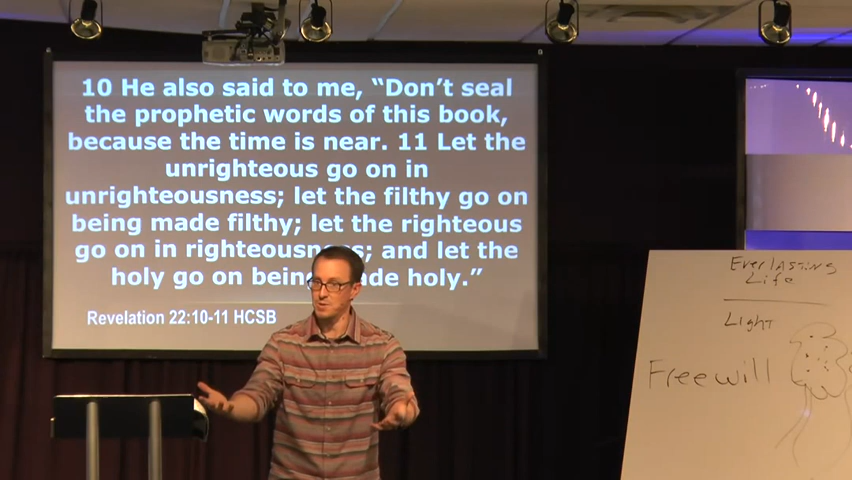 10 He also said to me, “Don’t seal
the prophetic words of this book,
because the time is near. 11 Let the
unrighteous go on in
unrighteousness; let the filthy go on
being made filthy; let the righteous
go on in righteousness; and let the
holy go on being made holy.”
Revelation 22:10-11 HCSB
Everlasting
Life
Light
Freewill